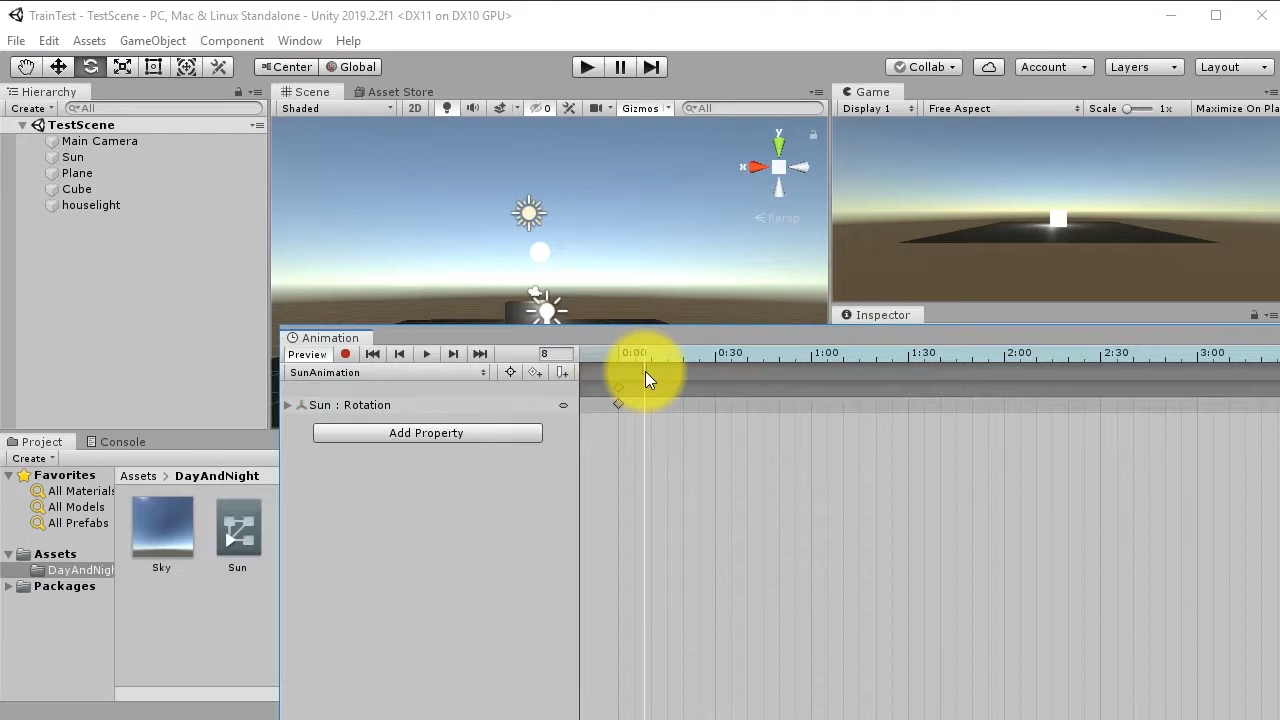 TrainTest - TestScene - PC, Mac & Linux Standalone - Unity 2019.2.2f1 <DX11 on DX10 GPU>
File Edit Assets GameObject Component Window Help
Center Global Collab Account Layers Layout
Hierarchy Scene Asset Store Game
Create All Shaded 2D 0 Gizmos All Display 1 Free Aspect Scale 1x Maximize On Pla
TestScene
Main Camera
Sun
Plane
Cube
houselight
y
x
Persp
Inspector
Animation
Preview 8 0:00 0:30 1:00 1:30 2:00 2:30 3:00
SunAnimation
Sun : Rotation
Add Property
Project Console
Create
Favorites
All Materials
All Models
All Prefabs
Assets
DayAndNigh
Packages
Assets > DayAndNight
Sky Sun